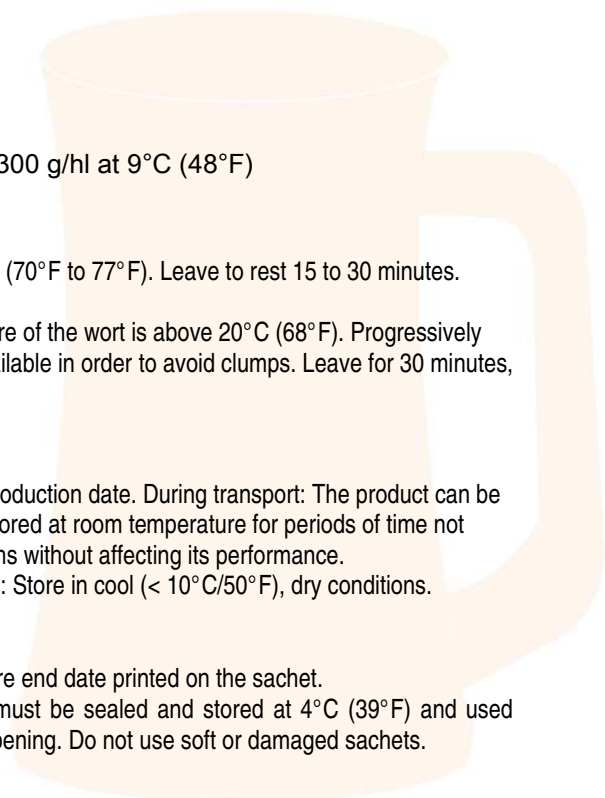 300 g/hl at 9°C (48°F)
(70°F to 77°F). Leave to rest 15 to 30 minutes.
re of the wort is above 20°C (68°F). Progressively
ilable in order to avoid clumps. Leave for 30 minutes,
oduction date. During transport: The product can be
ored at room temperature for periods of time not
ns without affecting its performance.
: Store in cool (< 10°C/50°F), dry conditions.
re end date printed on the sachet.
must be sealed and stored at 4°C (39°F) and used
pening. Do not use soft or damaged sachets.